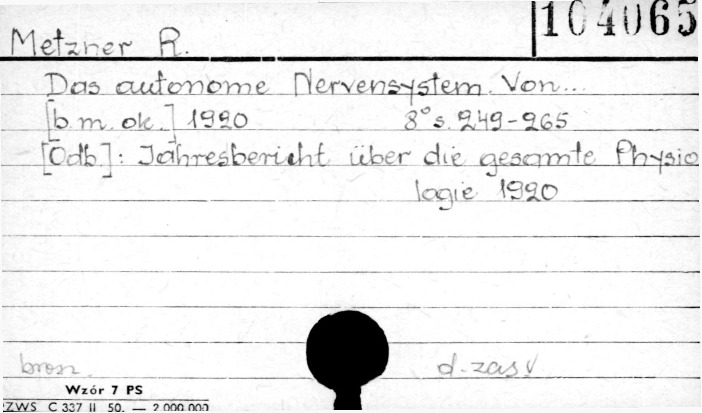 104065
Metzner R.
Das autonome Nervensystem. Von...
[b.m.ok.] 1920 8° s. 249-265
[Odb.]: Jahresbericht über die gesamte Physio
logie 1920
brosz. d. zas V
Wzór 7 PS
ZWS C 337 II 50. — 2.000.000